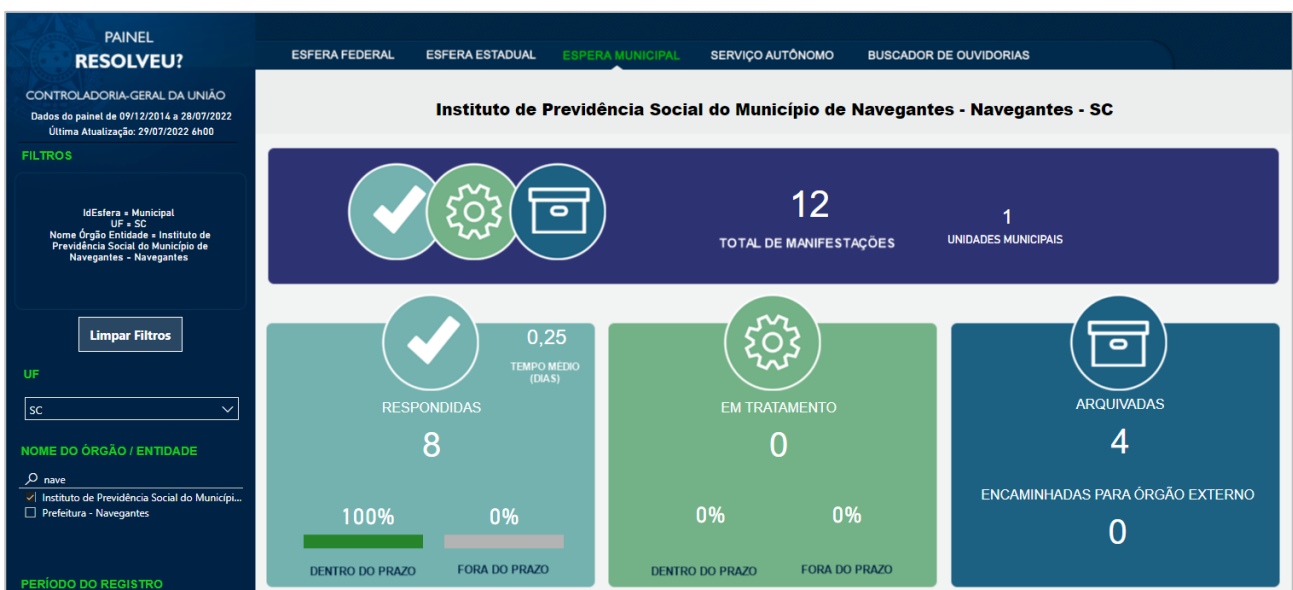 PAINEL
RESOLVEU?
CONTROLADORIA-GERAL DA UNIÃO
Dados do painel de 09/12/2014 a 28/07/2022
Última Atualização: 29/07/2022 6h00
FILTROS
IdEsfera = Municipal
UF = SC
Nome Órgão Entidade = Instituto de
Previdência Social do Município de
Navegantes - Navegantes
Limpar Filtros
UF
SC
NOME DO ÓRGÃO / ENTIDADE
nave
Instituto de Previdência Social do Municípi...
Prefeitura - Navegantes
PERÍODO DO REGISTRO
ESFERA FEDERAL ESFERA ESTADUAL ESPERA MUNICIPAL SERVIÇO AUTÔNOMO BUSCADOR DE OUVIDORIAS
Instituto de Previdência Social do Município de Navegantes - Navegantes - SC
12
TOTAL DE MANIFESTAÇÕES
1
UNIDADES MUNICIPAIS
0,25
TEMPO MÉDIO
(DIAS)
RESPONDIDAS
8
100% 0%
DENTRO DO PRAZO FORA DO PRAZO
EM TRATAMENTO
0
0% 0%
DENTRO DO PRAZO FORA DO PRAZO
ARQUIVADAS
4
ENCAMINHADAS PARA ÓRGÃO EXTERNO
0